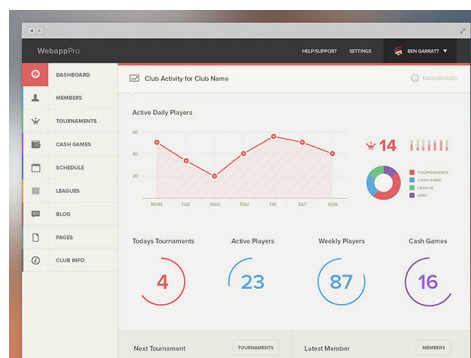 WebappPro
HELP/SUPPORT SETTINGS BEN GARRATT
DASHBOARD
MEMBERS
TOURNAMENTS
CASH GAMES
SCHEDULE
LEAGUES
BLOG
PAGES
CLUB INFO
Club Activity for Club Name
DASHBOARD
Active Daily Players
60
40
20
MON TUE WED THU FRI SAT SUN
14
TOURNAMENTS
CASH GAME
LEAGUE
MISC
Todays Tournaments
4
Active Players
23
Weekly Players
87
Cash Games
16
Next Tournament TOURNAMENTS
Latest Member MEMBERS